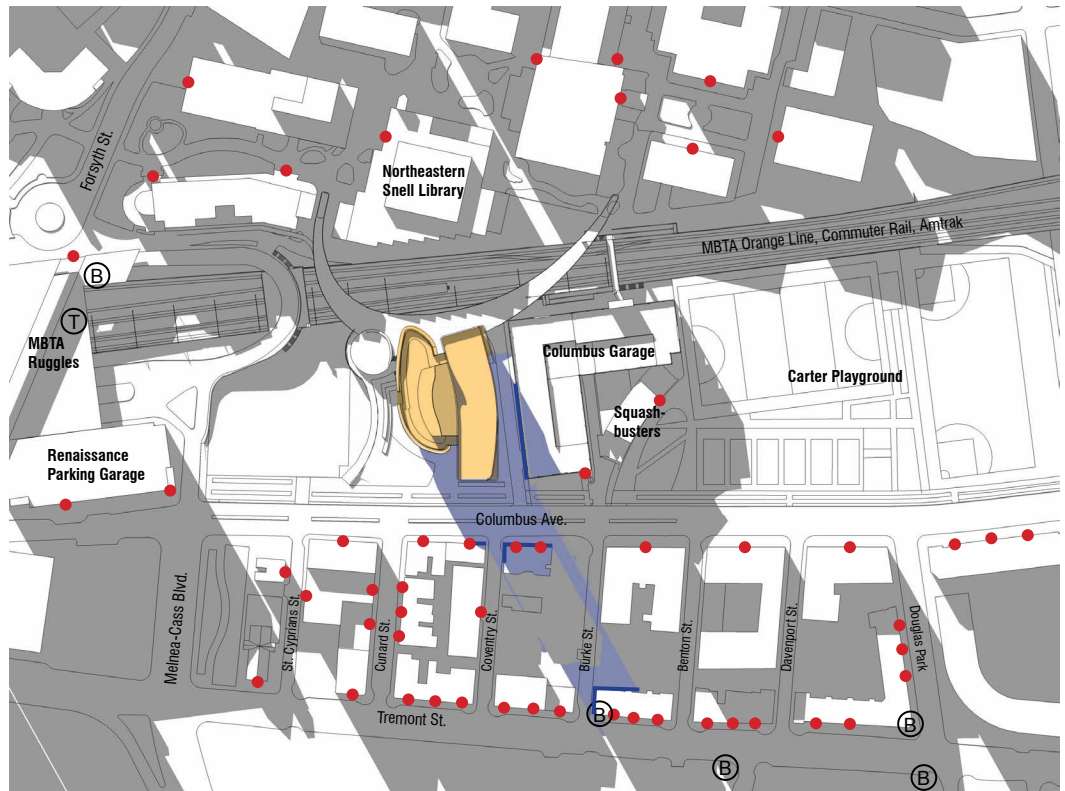 Forsyth St.
Northeastern
Snell Library
MBTA Orange Line, Commuter Rail, Amtrak
B
T
MBTA
Ruggles
Columbus Garage
Carter Playground
Squash-
busters
Renaissance
Parking Garage
Columbus Ave.
Melnea-Cass Blvd.
St. Cyprians St.
Cunard St.
Coventry St.
Burke St.
Benton St.
Davenport St.
Douglas Park
Tremont St.
B
B
B
B